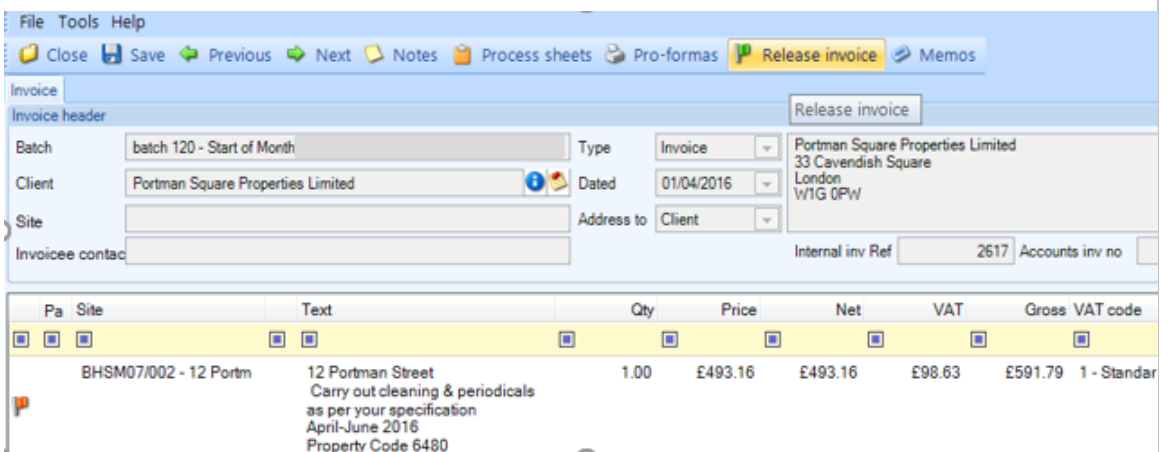 File Tools Help
Close Save Previous Next Notes Process sheets Pro-formas Release invoice Memos
Invoice
Release invoice
Invoice header
Batch batch 120 - Start of Month Type Invoice Portman Square Properties Limited
33 Cavendish Square
London
W1G 0PW
Client Portman Square Properties Limited Dated 01/04/2016
Site Address to Client
Invoicee contac Internal inv Ref 2617 Accounts inv no
Pa Site Text Qty Price Net VAT Gross VAT code
BHSM07/002 - 12 Portm 12 Portman Street 1.00 £493.16 £493.16 £98.63 £591.79 1 - Standar
Carry out cleaning & periodicals
as per your specification
April-June 2016
Property Code 6480